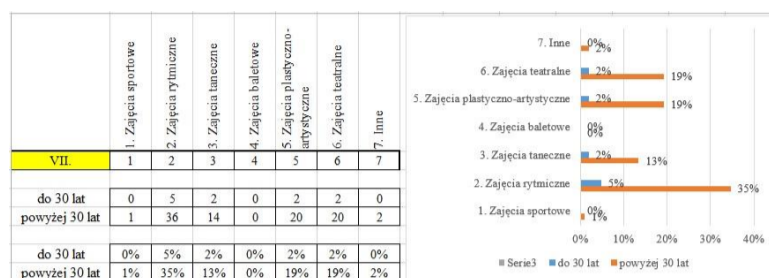 1. Zajęcia sportowe
2. Zajęcia rytmiczne
3. Zajęcia taneczne
4. Zajęcia baletowe
5. Zajęcia plastyczno-
artystyczne
6. Zajęcia teatralne
7. Inne
VII. 1 2 3 4 5 6 7
do 30 lat 0 5 2 0 2 2 0
powyżej 30 lat 1 36 14 0 20 20 2
do 30 lat 0% 5% 2% 0% 2% 2% 0%
powyżej 30 lat 1% 35% 13% 0% 19% 19% 2%
7. Inne 0%
2%
6. Zajęcia teatralne 2%
19%
5. Zajęcia plastyczno-artystyczne 2%
19%
4. Zajęcia baletowe 0%
0%
3. Zajęcia taneczne 2%
13%
2. Zajęcia rytmiczne 5%
35%
1. Zajęcia sportowe 0%
1%
0% 10% 20% 30% 40%
Serie3 do 30 lat powyżej 30 lat